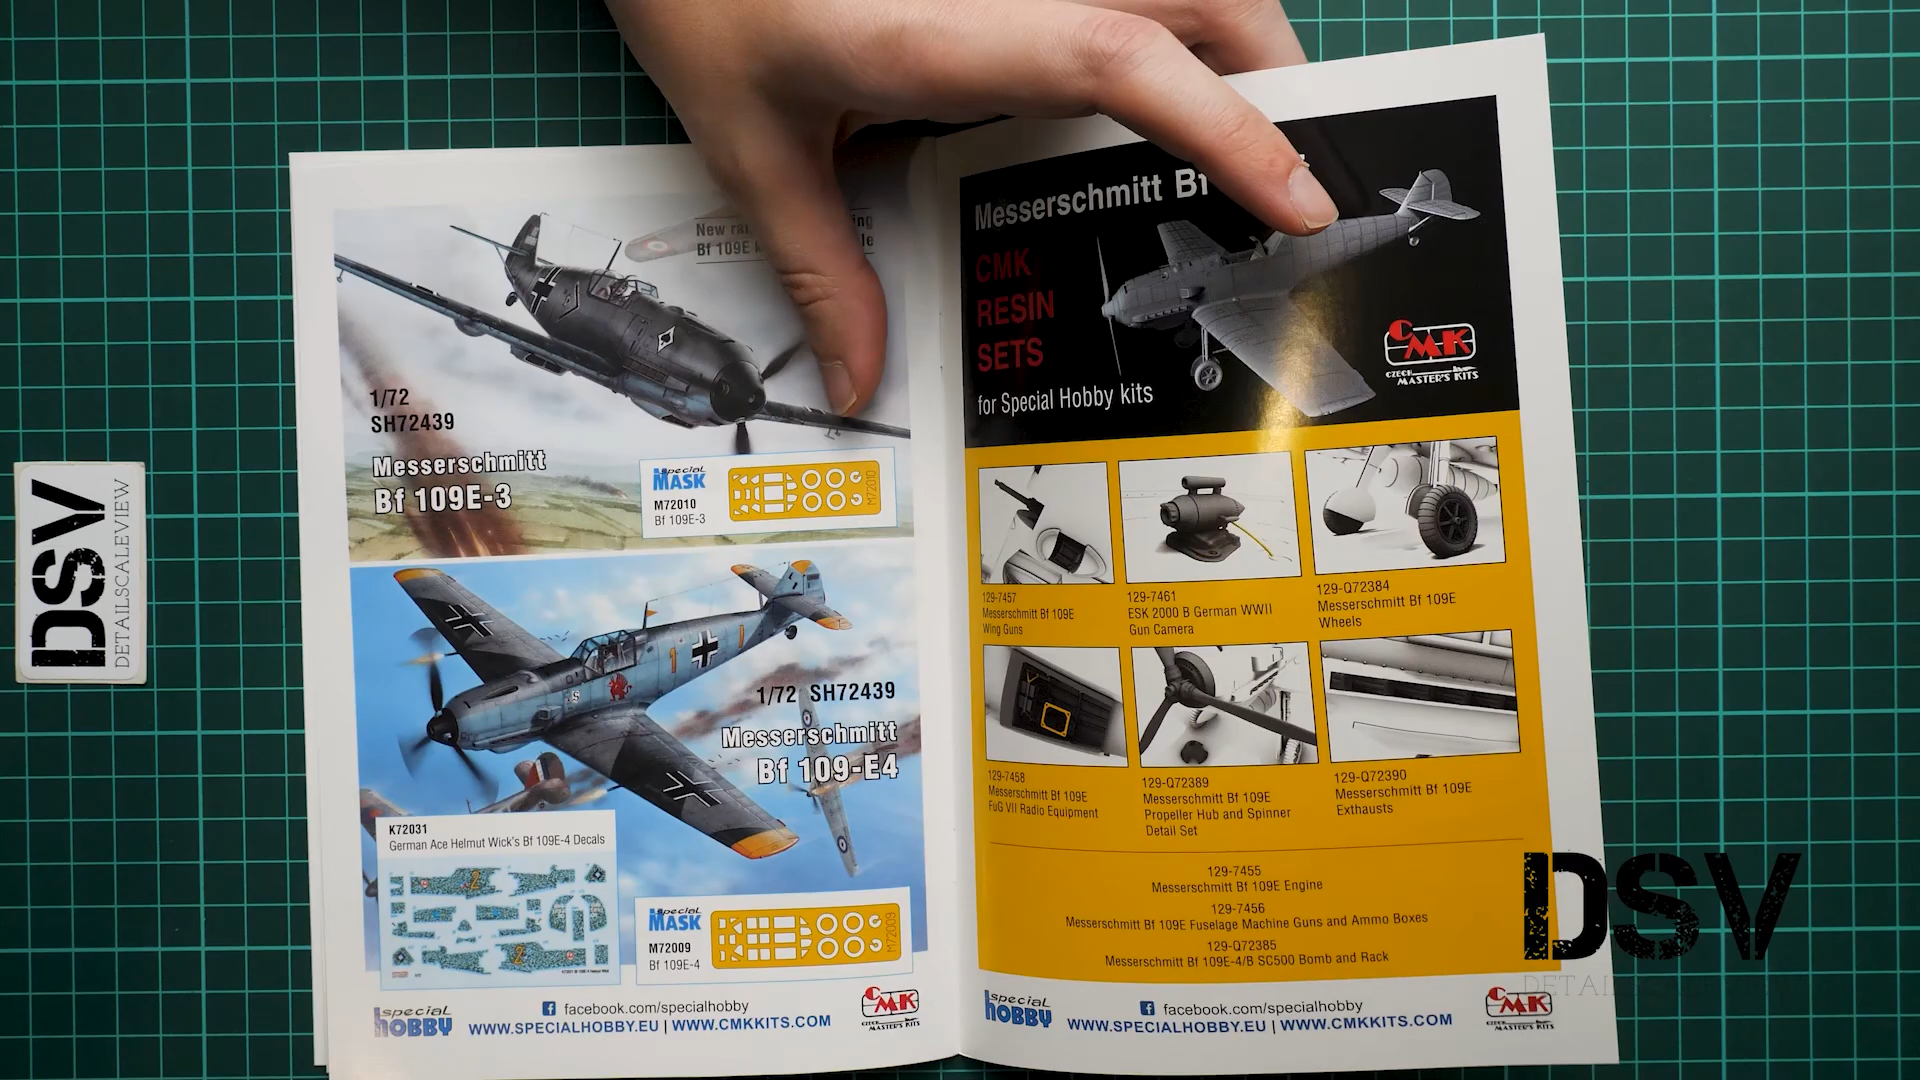 DSV
DETAILSCALEVIEW
1/72
SH72439
Messerschmitt
Bf 109E-3
special
MASK
M72010
Bf 109E-3
M72010
1/72 SH72439
Messerschmitt
Bf 109-E4
K72031
German Ace Helmut Wick's Bf 109E-4 Decals
special
MASK
M72009
Bf 109E-4
M72009
special
HOBBY
facebook.com/specialhobby
WWW.SPECIALHOBBY.EU | WWW.CMKKITS.COM
CMK
CZECH
MASTER'S KITS
Messerschmitt Bf
CMK
RESIN
SETS
for Special Hobby kits
CMK
CZECH
MASTER'S KITS
129-7457
Messerschmitt Bf 109E
Wing Guns
129-7461
ESK 2000 B German WWII
Gun Camera
129-Q72384
Messerschmitt Bf 109E
Wheels
129-7458
Messerschmitt Bf 109E
FuG VII Radio Equipment
129-Q72389
Messerschmitt Bf 109E
Propeller Hub and Spinner
Detail Set
129-Q72390
Messerschmitt Bf 109E
Exhausts
129-7455
Messerschmitt Bf 109E Engine
129-7456
Messerschmitt Bf 109E Fuselage Machine Guns and Ammo Boxes
129-Q72385
Messerschmitt Bf 109E-4/B SC500 Bomb and Rack
special
HOBBY
facebook.com/specialhobby
WWW.SPECIALHOBBY.EU | WWW.CMKKITS.COM
CMK
CZECH
MASTER'S KITS
DSV